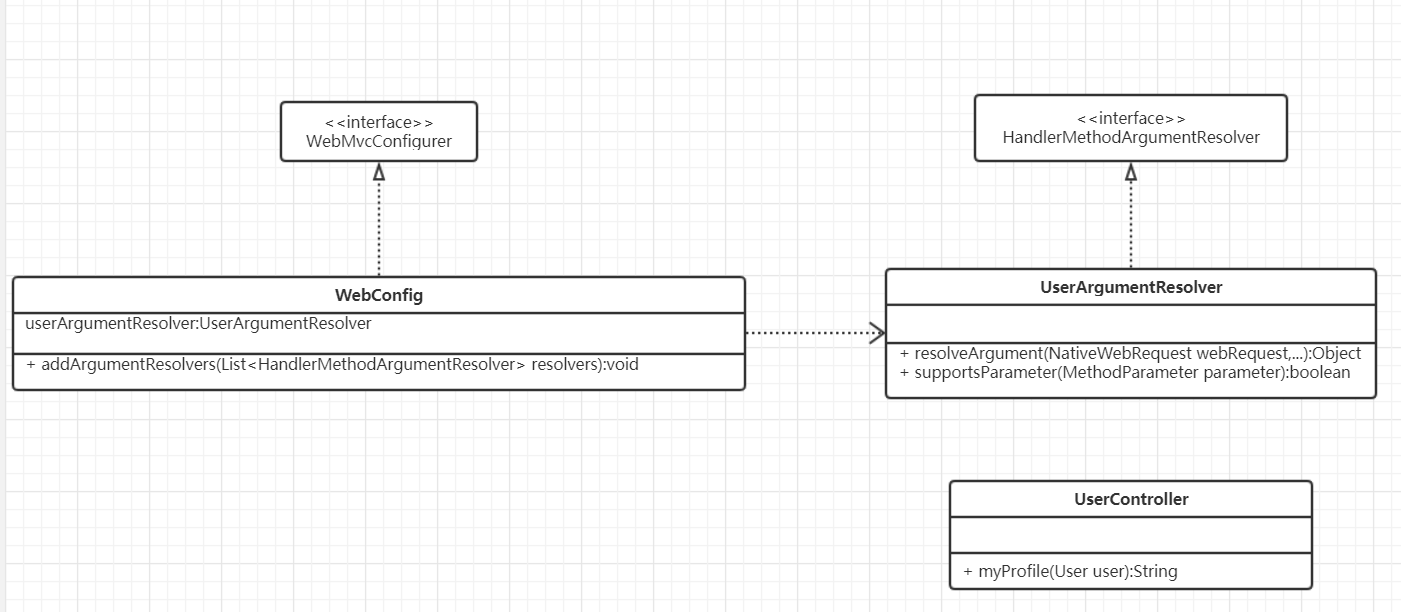 <<interface>>
WebMvcConfigurer
<<interface>>
HandlerMethodArgumentResolver
WebConfig
userArgumentResolver:UserArgumentResolver
+ addArgumentResolvers(List<HandlerMethodArgumentResolver> resolvers):void
UserArgumentResolver
+ resolveArgument(NativeWebRequest webRequest,...):Object
+ supportsParameter(MethodParameter parameter):boolean
UserController
+ myProfile(User user):String